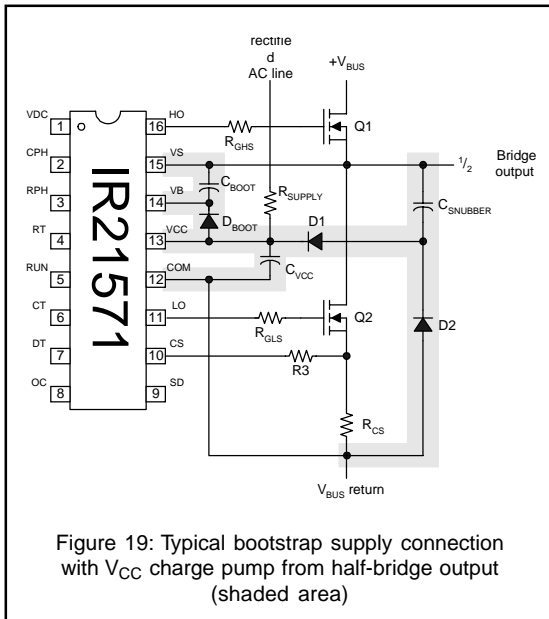 rectifie
d
AC line
+VBUS
VDC
1
CPH
2
RPH
3
RT
4
RUN
5
CT
6
DT
7
OC
8
IR21571
16
HO
15
VS
14
VB
13
VCC
12
COM
11
LO
10
CS
9
SD
RGHS
Q1
1/2
Bridge
output
CBOOT
RSUPPLY
CSNUBBER
DBOOT
D1
CVCC
Q2
RGLS
D2
R3
RCS
VBUS return
Figure 19: Typical bootstrap supply connection
with VCC charge pump from half-bridge output
(shaded area)